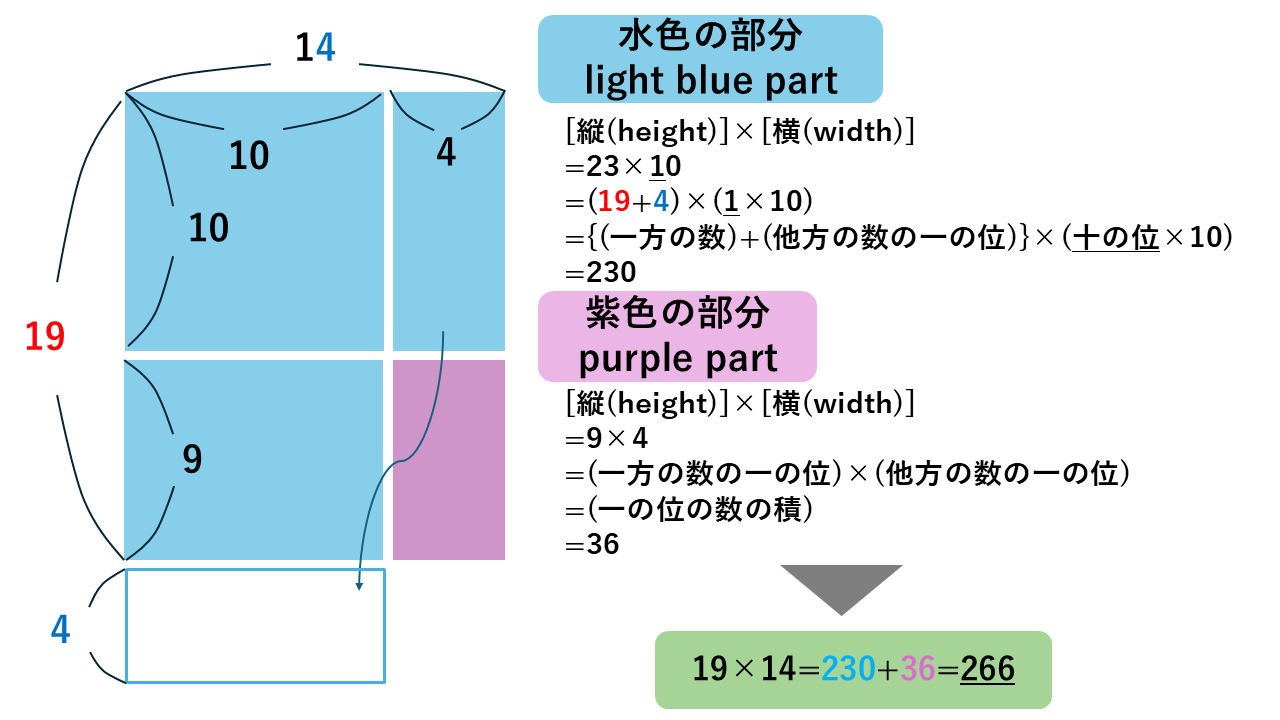 14
10
4
10
19
9
4
水色の部分
light blue part
[縦(height)]×[横(width)]
=23×10
=(19+4)×(1×10)
={(一方の数)+(他方の数の一の位)}×(十の位×10)
=230
紫色の部分
purple part
[縦(height)]×[横(width)]
=9×4
=(一方の数の一の位)×(他方の数の一の位)
=(一の位の数の積)
=36
19×14=230+36=266